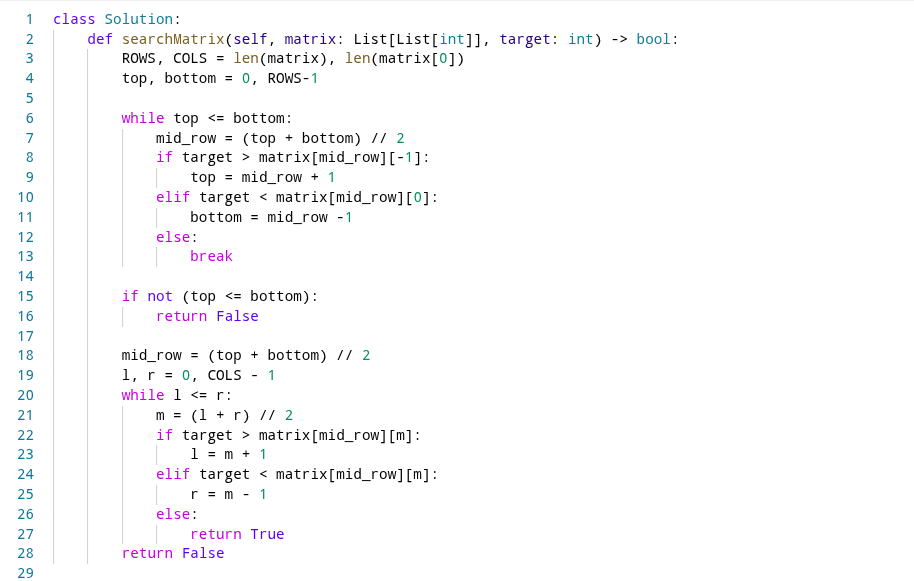 1 class Solution:
2     def searchMatrix(self, matrix: List[List[int]], target: int) -> bool:
3         ROWS, COLS = len(matrix), len(matrix[0])
4         top, bottom = 0, ROWS-1
5
6         while top <= bottom:
7             mid_row = (top + bottom) // 2
8             if target > matrix[mid_row][-1]:
9                 top = mid_row + 1
10             elif target < matrix[mid_row][0]:
11                 bottom = mid_row -1
12             else:
13                 break
14
15         if not (top <= bottom):
16             return False
17
18         mid_row = (top + bottom) // 2
19         l, r = 0, COLS - 1
20         while l <= r:
21             m = (l + r) // 2
22             if target > matrix[mid_row][m]:
23                 l = m + 1
24             elif target < matrix[mid_row][m]:
25                 r = m - 1
26             else:
27                 return True
28         return False
29